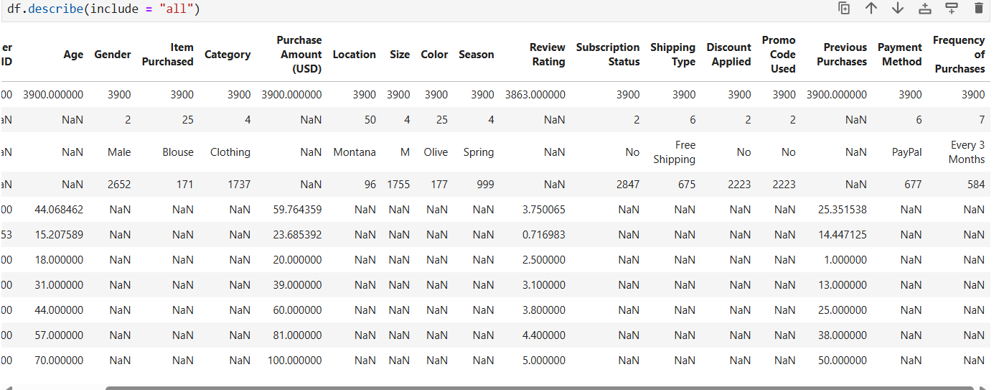 df.describe(include = "all")
er ID Age Gender Item Purchased Category Purchase Amount (USD) Location Size Color Season Review Rating Subscription Status Shipping Type Discount Applied Promo Code Used Previous Purchases Payment Method Frequency of Purchases
00 3900.000000 3900 3900 3900 3900.000000 3900 3900 3900 3900 3863.000000 3900 3900 3900 3900 3900.000000 3900 3900
aN NaN 2 25 4 NaN 50 4 25 4 NaN 2 6 2 2 NaN 6 7
aN NaN Male Blouse Clothing NaN Montana M Olive Spring NaN No Free Shipping No No NaN PayPal Every 3 Months
aN NaN 2652 171 1737 NaN 96 1755 177 999 NaN 2847 675 2223 2223 NaN 677 584
00 44.068462 NaN NaN NaN 59.764359 NaN NaN NaN NaN 3.750065 NaN NaN NaN NaN 25.351538 NaN NaN
53 15.207589 NaN NaN NaN 23.685392 NaN NaN NaN NaN 0.716983 NaN NaN NaN NaN 14.447125 NaN NaN
00 18.000000 NaN NaN NaN 20.000000 NaN NaN NaN NaN 2.500000 NaN NaN NaN NaN 1.000000 NaN NaN
00 31.000000 NaN NaN NaN 39.000000 NaN NaN NaN NaN 3.100000 NaN NaN NaN NaN 13.000000 NaN NaN
00 44.000000 NaN NaN NaN 60.000000 NaN NaN NaN NaN 3.800000 NaN NaN NaN NaN 25.000000 NaN NaN
00 57.000000 NaN NaN NaN 81.000000 NaN NaN NaN NaN 4.400000 NaN NaN NaN NaN 38.000000 NaN NaN
00 70.000000 NaN NaN NaN 100.000000 NaN NaN NaN NaN 5.000000 NaN NaN NaN NaN 50.000000 NaN NaN